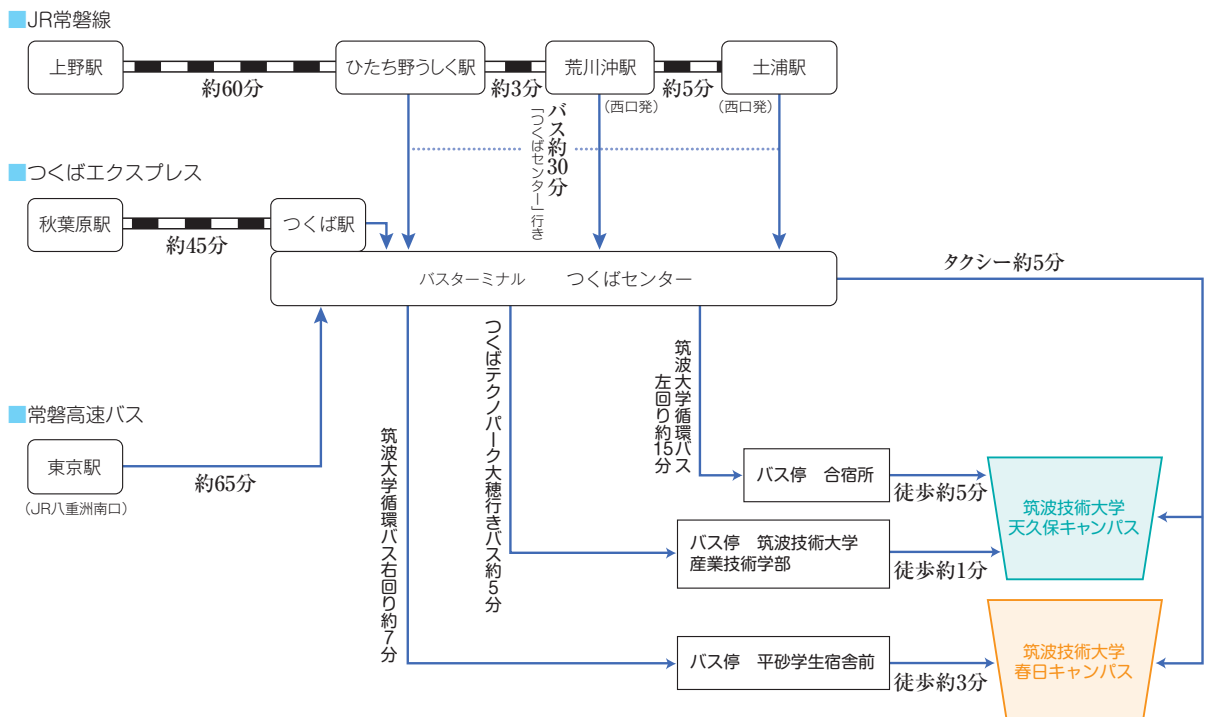 JR常磐線
上野駅
約60分
ひたち野うしく駅
約3分
荒川沖駅
(西口発)
約5分
土浦駅
(西口発)
バス約30分
「つくばセンター」行き
つくばエクスプレス
秋葉原駅
約45分
つくば駅
バスターミナル つくばセンター
タクシー約5分
常磐高速バス
東京駅
(JR八重洲南口)
約65分
筑波大学循環バス右回り約7分
つくばテクノパーク大穂行きバス約5分
筑波大学循環バス
左回り約15分
バス停 合宿所
徒歩約5分
バス停 筑波技術大学
産業技術学部
徒歩約1分
バス停 平砂学生宿舎前
徒歩約3分
筑波技術大学
天久保キャンパス
筑波技術大学
春日キャンパス